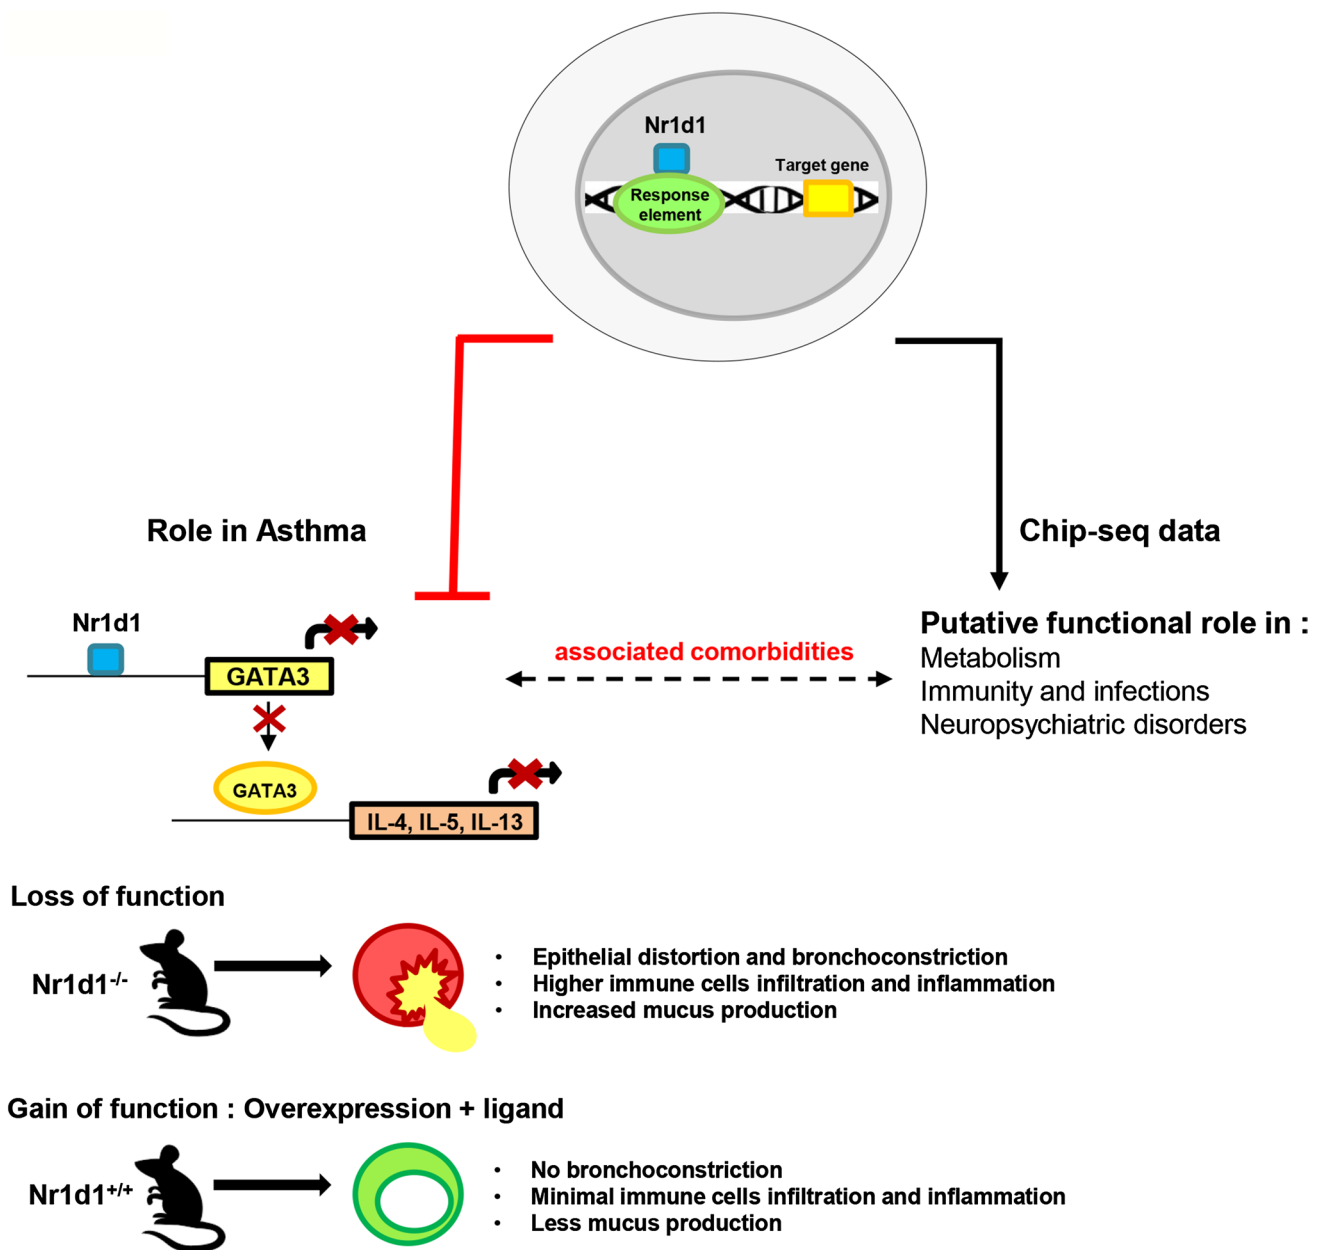 Nr1d1
Target gene
Response
element
Role in Asthma
Chip-seq data
Nr1d1
GATA3
GATA3
IL-4, IL-5, IL-13
associated comorbidities
Putative functional role in :
Metabolism
Immunity and infections
Neuropsychiatric disorders
Loss of function
Nr1d1-/-
• Epithelial distortion and bronchoconstriction
• Higher immune cells infiltration and inflammation
• Increased mucus production
Gain of function : Overexpression + ligand
Nr1d1+/+
• No bronchoconstriction
• Minimal immune cells infiltration and inflammation
• Less mucus production